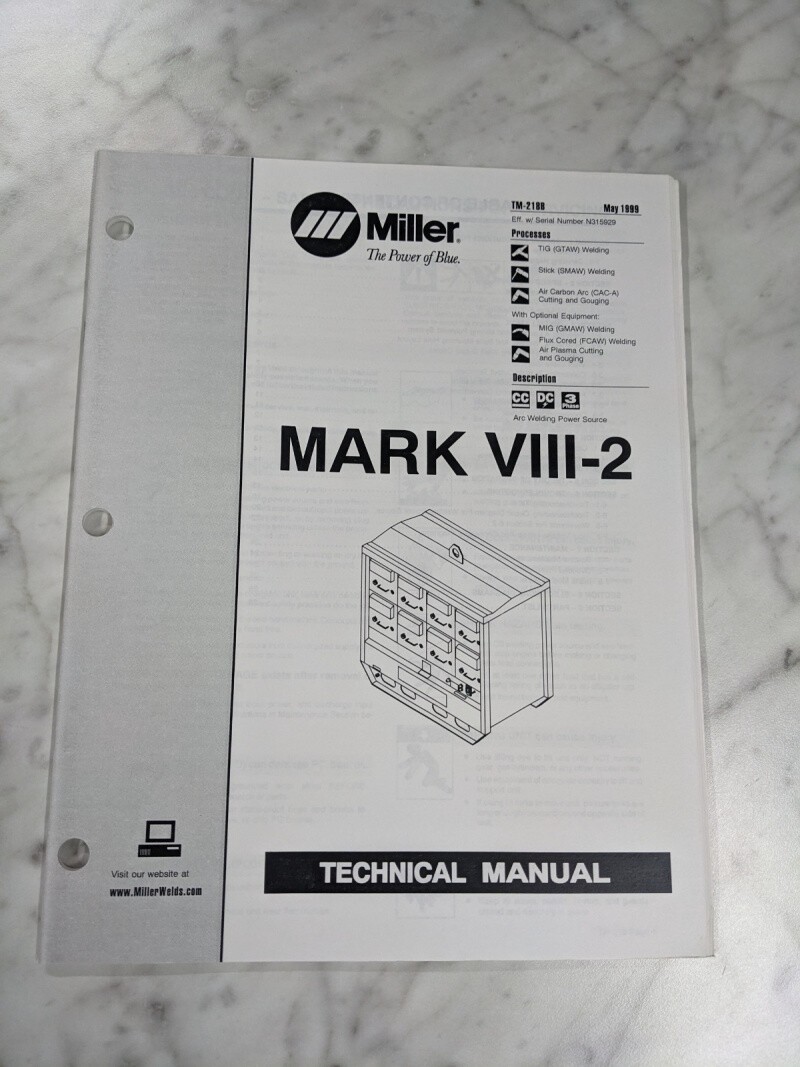 Miller®
The Power of Blue.
TM-218B May 1999
Eff. w/ Serial Number N315929
Processes
TIG (GTAW) Welding
Stick (SMAW) Welding
Air Carbon Arc (CAC-A)
Cutting and Gouging
With Optional Equipment:
MIG (GMAW) Welding
Flux Cored (FCAW) Welding
Air Plasma Cutting
and Gouging
Description
CC DC 3
Phase
Arc Welding Power Source
MARK VIII-2
TECHNICAL MANUAL
Visit our website at
www.MillerWelds.com